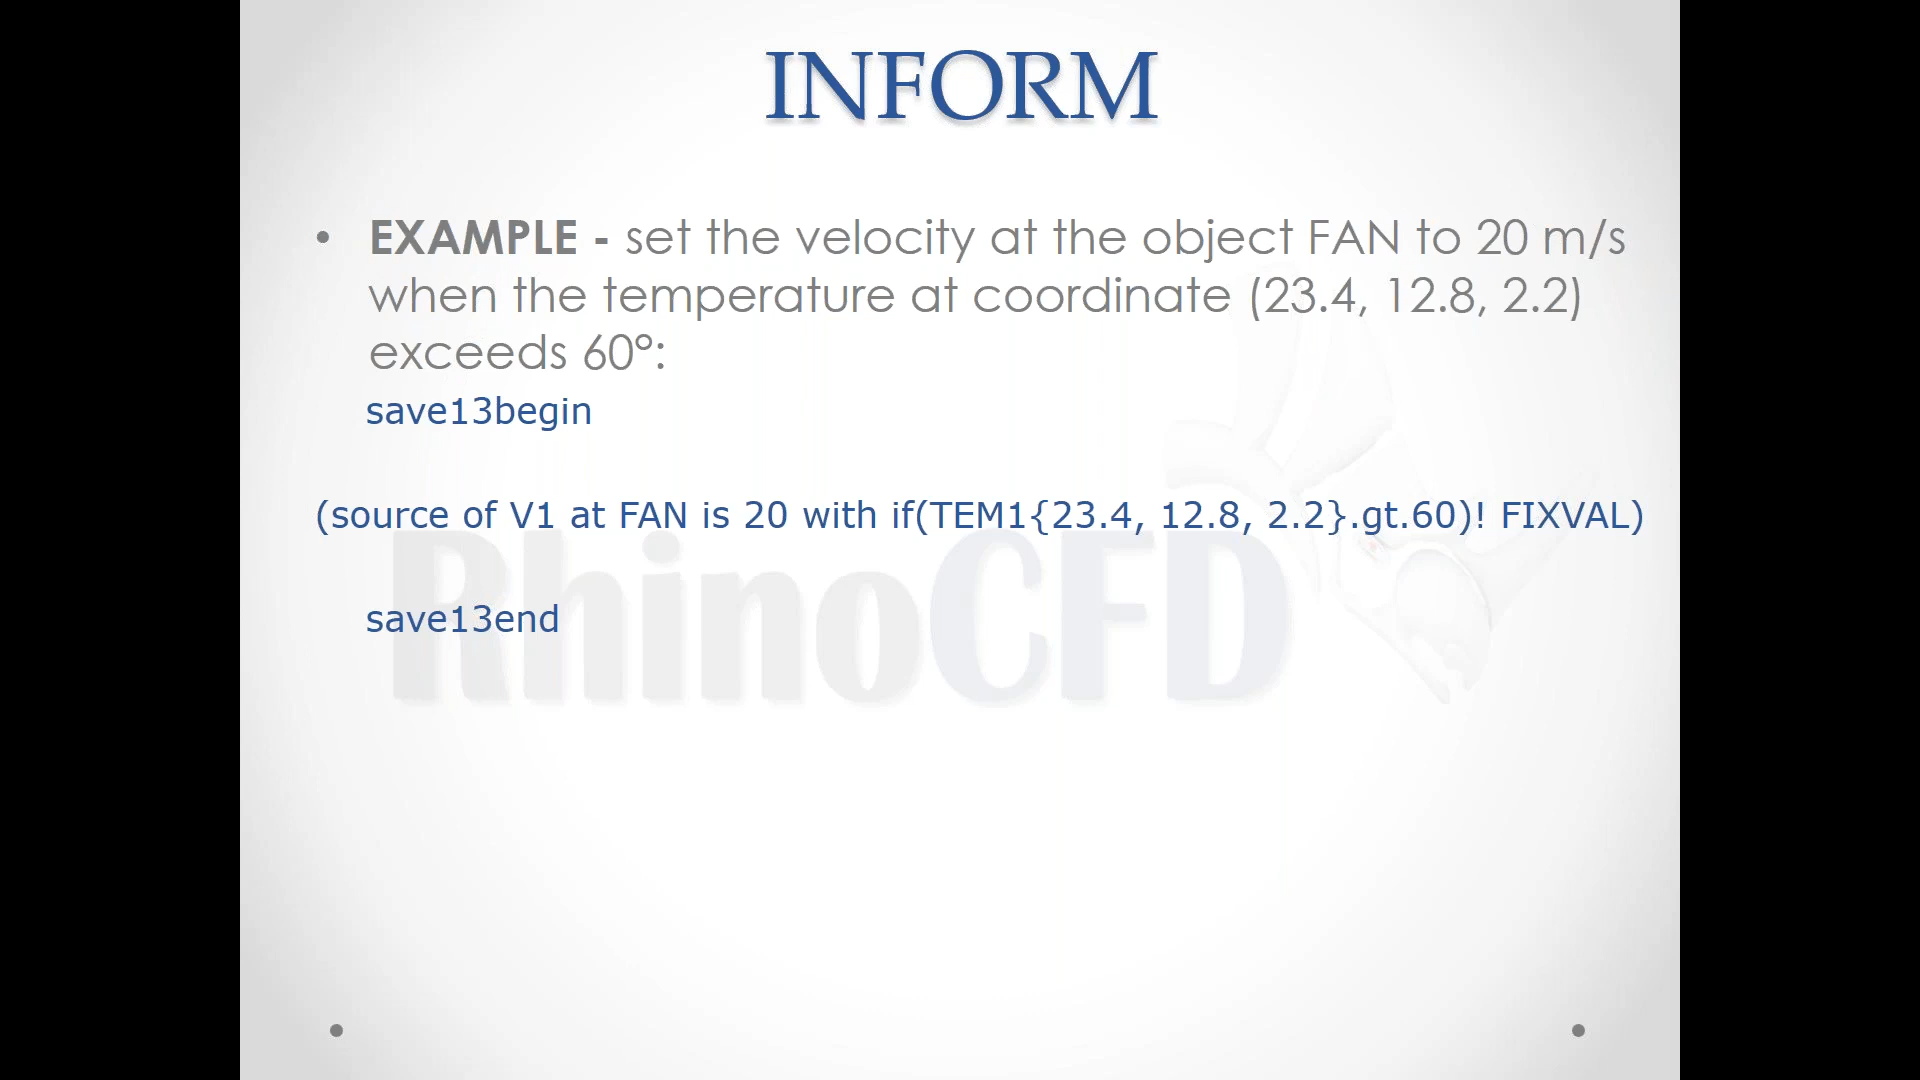 INFORM
• EXAMPLE - set the velocity at the object FAN to 20 m/s
when the temperature at coordinate (23.4, 12.8, 2.2)
exceeds 60°:
save13begin
(source of V1 at FAN is 20 with if(TEM1{23.4, 12.8, 2.2}.gt.60)! FIXVAL)
save13end
RhinoCFD